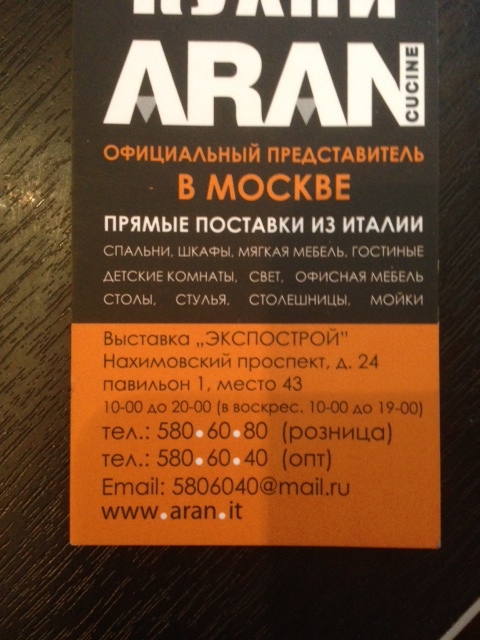 КУХНИ
ARAN
CUCINE
ОФИЦИАЛЬНЫЙ ПРЕДСТАВИТЕЛЬ
В МОСКВЕ
ПРЯМЫЕ ПОСТАВКИ ИЗ ИТАЛИИ
СПАЛЬНИ, ШКАФЫ, МЯГКАЯ МЕБЕЛЬ, ГОСТИНЫЕ
ДЕТСКИЕ КОМНАТЫ, СВЕТ, ОФИСНАЯ МЕБЕЛЬ
СТОЛЫ, СТУЛЬЯ, СТОЛЕШНИЦЫ, МОЙКИ
Выставка „ЭКСПОСТРОЙ"
Нахимовский проспект, д. 24
павильон 1, место 43
10-00 до 20-00 (в воскрес. 10-00 до 19-00)
тел.: 580.60.80 (розница)
тел.: 580.60.40 (опт)
Email: 5806040@mail.ru
www.aran.it